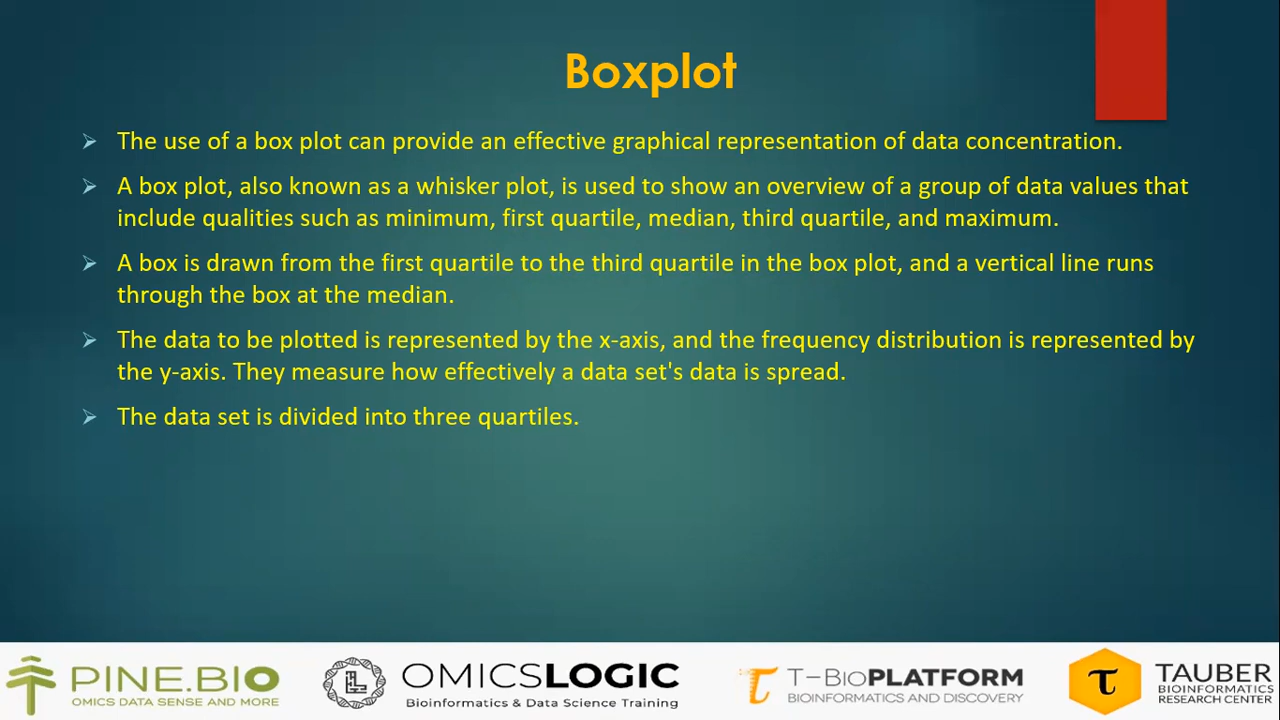 Boxplot
The use of a box plot can provide an effective graphical representation of data concentration.
A box plot, also known as a whisker plot, is used to show an overview of a group of data values that
include qualities such as minimum, first quartile, median, third quartile, and maximum.
A box is drawn from the first quartile to the third quartile in the box plot, and a vertical line runs
through the box at the median.
The data to be plotted is represented by the x-axis, and the frequency distribution is represented by
the y-axis. They measure how effectively a data set's data is spread.
The data set is divided into three quartiles.
PINE.BIO
OMICS DATA SENSE AND MORE
OMICSLOGIC
Bioinformatics & Data Science Training
T-BioPLATFORM
BIOINFORMATICS AND DISCOVERY
TAUBER
BIOINFORMATICS
RESEARCH CENTER